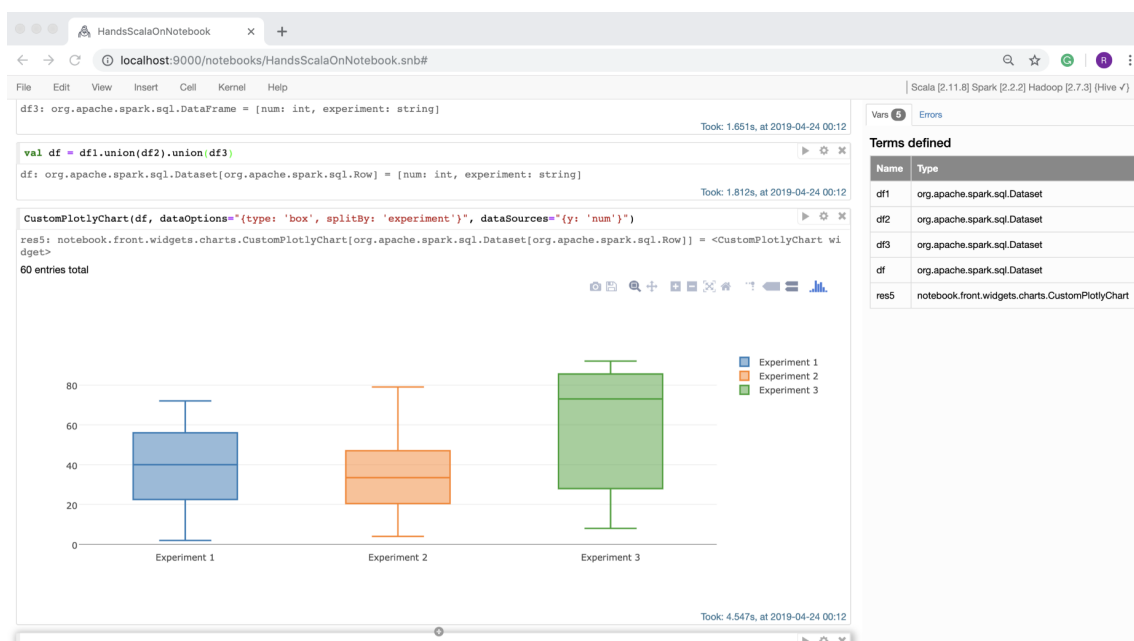 HandsScalaOnNotebook
localhost:9000/notebooks/HandsScalaOnNotebook.snb#
R
File Edit View Insert Cell Kernel Help
Scala [2.11.8] Spark [2.2.2] Hadoop [2.7.3] {Hive ✓}
df3: org.apache.spark.sql.DataFrame = [num: int, experiment: string]
Took: 1.651s, at 2019-04-24 00:12
val df = df1.union(df2).union(df3)
df: org.apache.spark.sql.Dataset[org.apache.spark.sql.Row] = [num: int, experiment: string]
Took: 1.812s, at 2019-04-24 00:12
CustomPlotlyChart(df, dataOptions="{type: 'box', splitBy: 'experiment'}", dataSources="{y: 'num'}")
res5: notebook.front.widgets.charts.CustomPlotlyChart[org.apache.spark.sql.Dataset[org.apache.spark.sql.Row]] = <CustomPlotlyChart wi
dget>
60 entries total
Experiment 1
Experiment 2
Experiment 3
80
60
40
20
0
Experiment 1 Experiment 2 Experiment 3
Took: 4.547s, at 2019-04-24 00:12
Vars 5 Errors
Terms defined
Name Type
df1 org.apache.spark.sql.Dataset
df2 org.apache.spark.sql.Dataset
df3 org.apache.spark.sql.Dataset
df org.apache.spark.sql.Dataset
res5 notebook.front.widgets.charts.CustomPlotlyChart